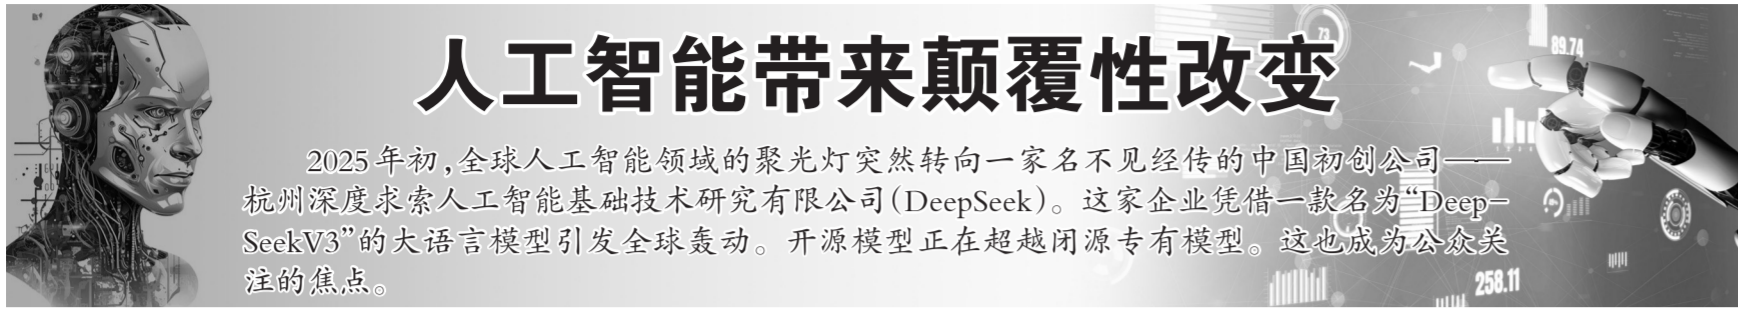 人工智能带来颠覆性改变
73
89.74
2025年初,全球人工智能领域的聚光灯突然转向一家名不见经传的中国初创公司——
杭州深度求索人工智能基础技术研究有限公司(DeepSeek)。这家企业凭借一款名为“Deep-
SeekV3”的大语言模型引发全球轰动。开源模型正在超越闭源专有模型。这也成为公众关
注的焦点。
258.11